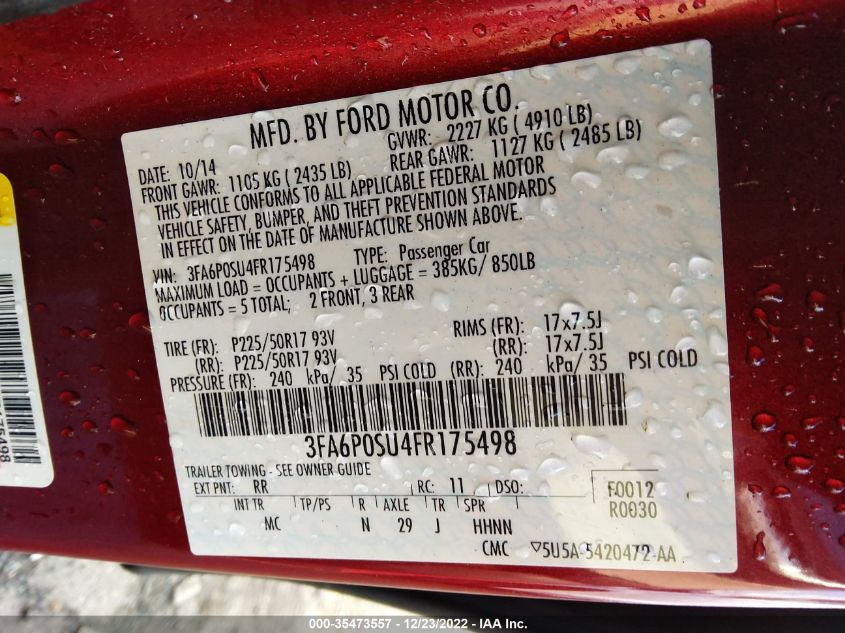 MFD. BY FORD MOTOR CO.
DATE: 10/14 GVWR: 2227 KG ( 4910 LB)
FRONT GAWR: 1105 KG ( 2435 LB) REAR GAWR: 1127 KG ( 2485 LB)
THIS VEHICLE CONFORMS TO ALL APPLICABLE FEDERAL MOTOR
VEHICLE SAFETY, BUMPER, AND THEFT PREVENTION STANDARDS
IN EFFECT ON THE DATE OF MANUFACTURE SHOWN ABOVE.
VIN: 3FA6P0SU4FR175498 TYPE: Passenger Car
MAXIMUM LOAD = OCCUPANTS + LUGGAGE = 385KG/ 850LB
OCCUPANTS = 5 TOTAL; 2 FRONT, 3 REAR
TIRE (FR): P225/50R17 93V RIMS (FR): 17x7.5J
(RR): P225/50R17 93V (RR): 17x7.5J
PRESSURE (FR): 240 kPa/ 35 PSI COLD (RR): 240 kPa/ 35 PSI COLD
3FA6P0SU4FR175498
TRAILER TOWING - SEE OWNER GUIDE
EXT PNT: RR RC: 11 DSO: F0012
INT TR TP/PS R AXLE TR SPR R0030
MC N 29 J HHNN
CMC ▽5U5A-5420472-AA
175498
000-35473557 - 12/23/2022 - IAA Inc.